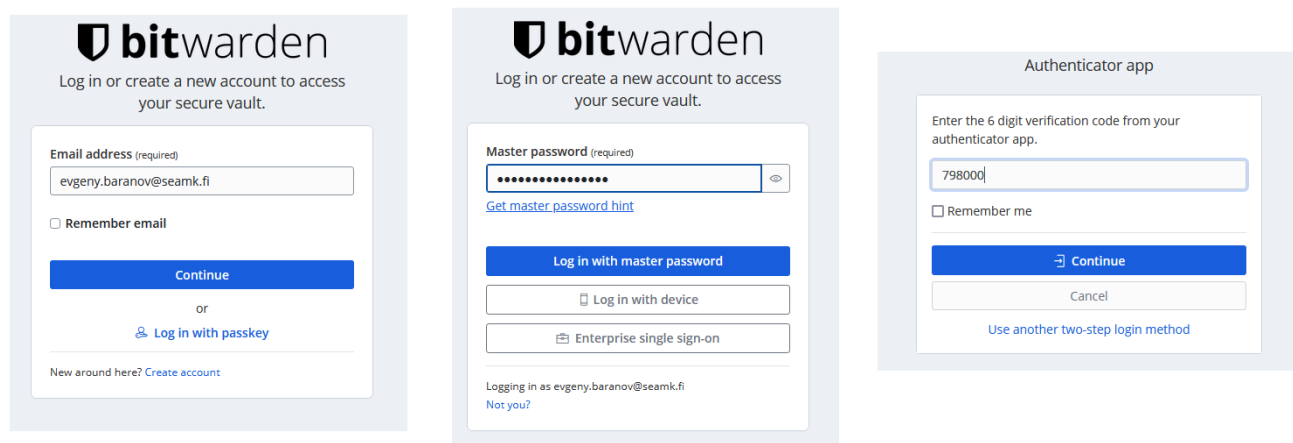 bitwarden
Log in or create a new account to access
your secure vault.
Email address (required)
evgeny.baranov@seamk.fi
Remember email
Continue
or
Log in with passkey
New around here? Create account
bitwarden
Log in or create a new account to access
your secure vault.
Master password (required)
••••••••••••••••
Get master password hint
Log in with master password
Log in with device
Enterprise single sign-on
Logging in as evgeny.baranov@seamk.fi
Not you?
Authenticator app
Enter the 6 digit verification code from your
authenticator app.
798000
Remember me
Continue
Cancel
Use another two-step login method